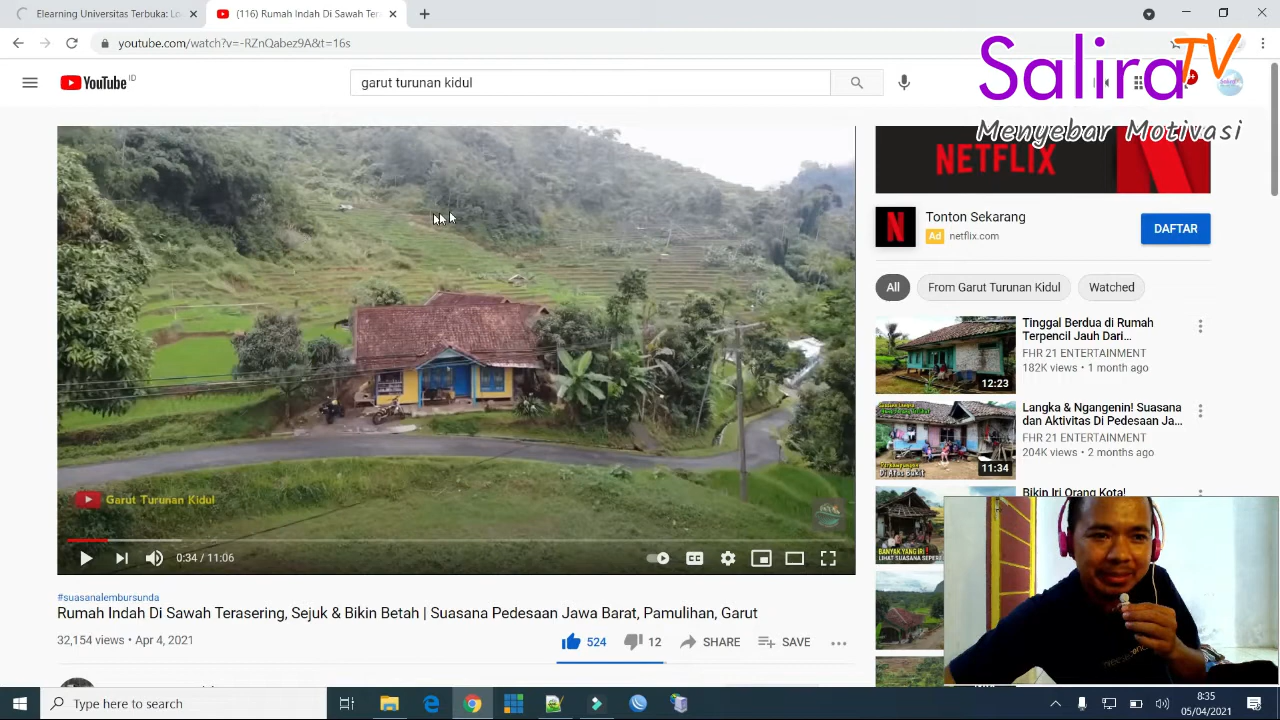 Elearning Universitas Terbuka: Lo
(116) Rumah Indah Di Sawah Ter
youtube.com/watch?v=-RZnQabez9A&t=16s
YouTube ID
garut turunan kidul
Salira TV
Menyebar Motivasi
NETFLIX
Tonton Sekarang
Ad netflix.com
DAFTAR
All
From Garut Turunan Kidul
Watched
Tinggal Berdua di Rumah
Terpencil Jauh Dari...
FHR 21 ENTERTAINMENT
182K views • 1 month ago
12:23
Langka & Ngangenin! Suasana
dan Aktivitas Di Pedesaan Ja...
FHR 21 ENTERTAINMENT
204K views • 2 months ago
11:34
Bikin Iri Orang Kota!
BANYAK YANG IRI!
Garut Turunan Kidul
0:34 / 11:06
#suasanalembursunda
Rumah Indah Di Sawah Terasering, Sejuk & Bikin Betah | Suasana Pedesaan Jawa Barat, Pamulihan, Garut
32,154 views • Apr 4, 2021
524
12
SHARE
SAVE
Type here to search
8:35
05/04/2021